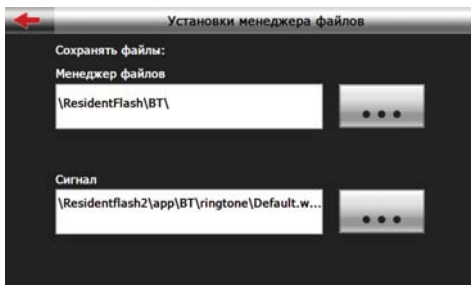 Установки менеджера файлов
Сохранять файлы:
Менеджер файлов
\ResidentFlash\BT\
Сигнал
\Residentflash2\app\BT\ringtone\Default.w...